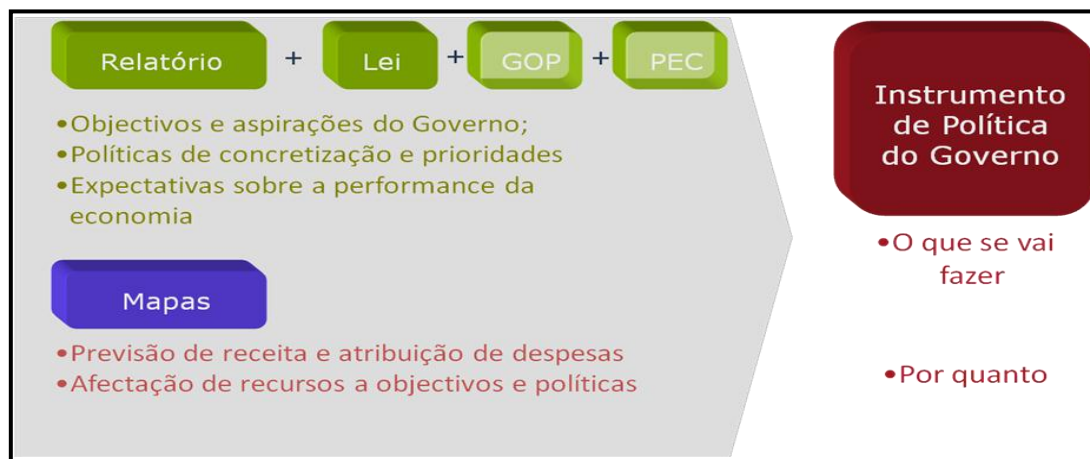 Relatório + Lei + GOP + PEC
•Objectivos e aspirações do Governo;
•Políticas de concretização e prioridades
•Expectativas sobre a performance da
economia
Mapas
•Previsão de receita e atribuição de despesas
•Afectação de recursos a objectivos e políticas
Instrumento
de Política
do Governo
•O que se vai
fazer
•Por quanto